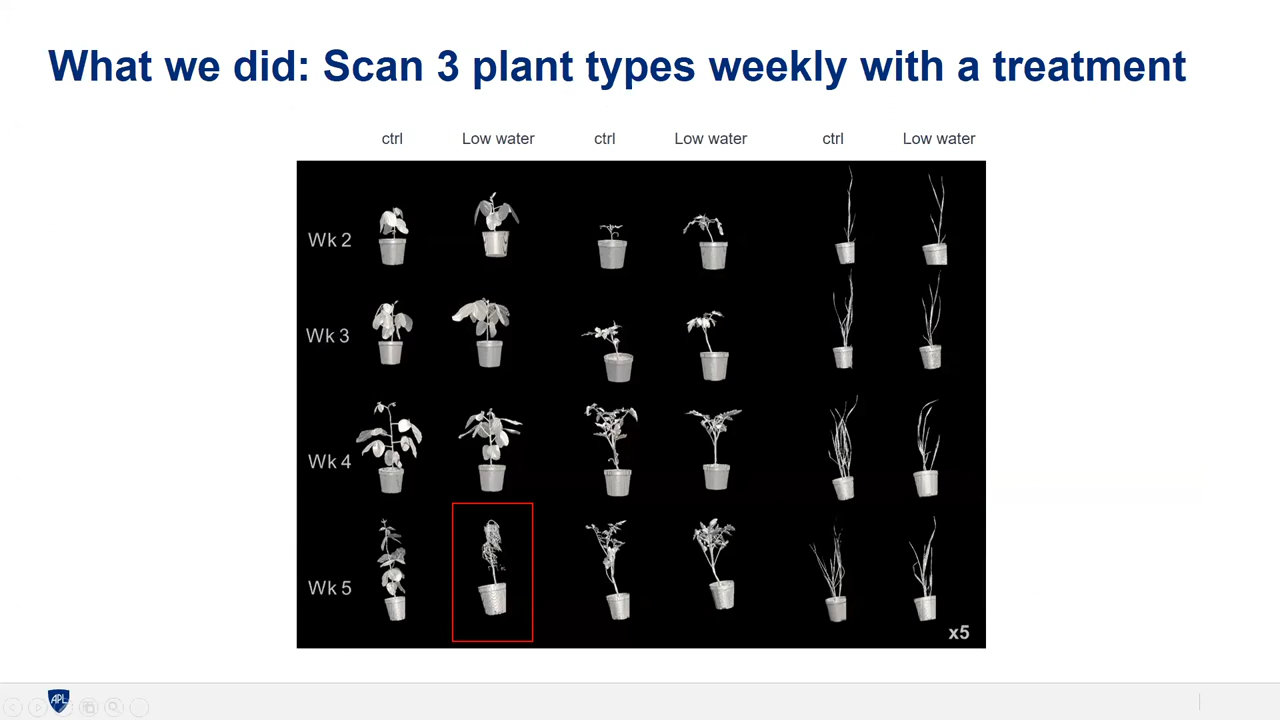 What we did: Scan 3 plant types weekly with a treatment
ctrl Low water ctrl Low water ctrl Low water
Wk 2
Wk 3
Wk 4
Wk 5
x5
APL